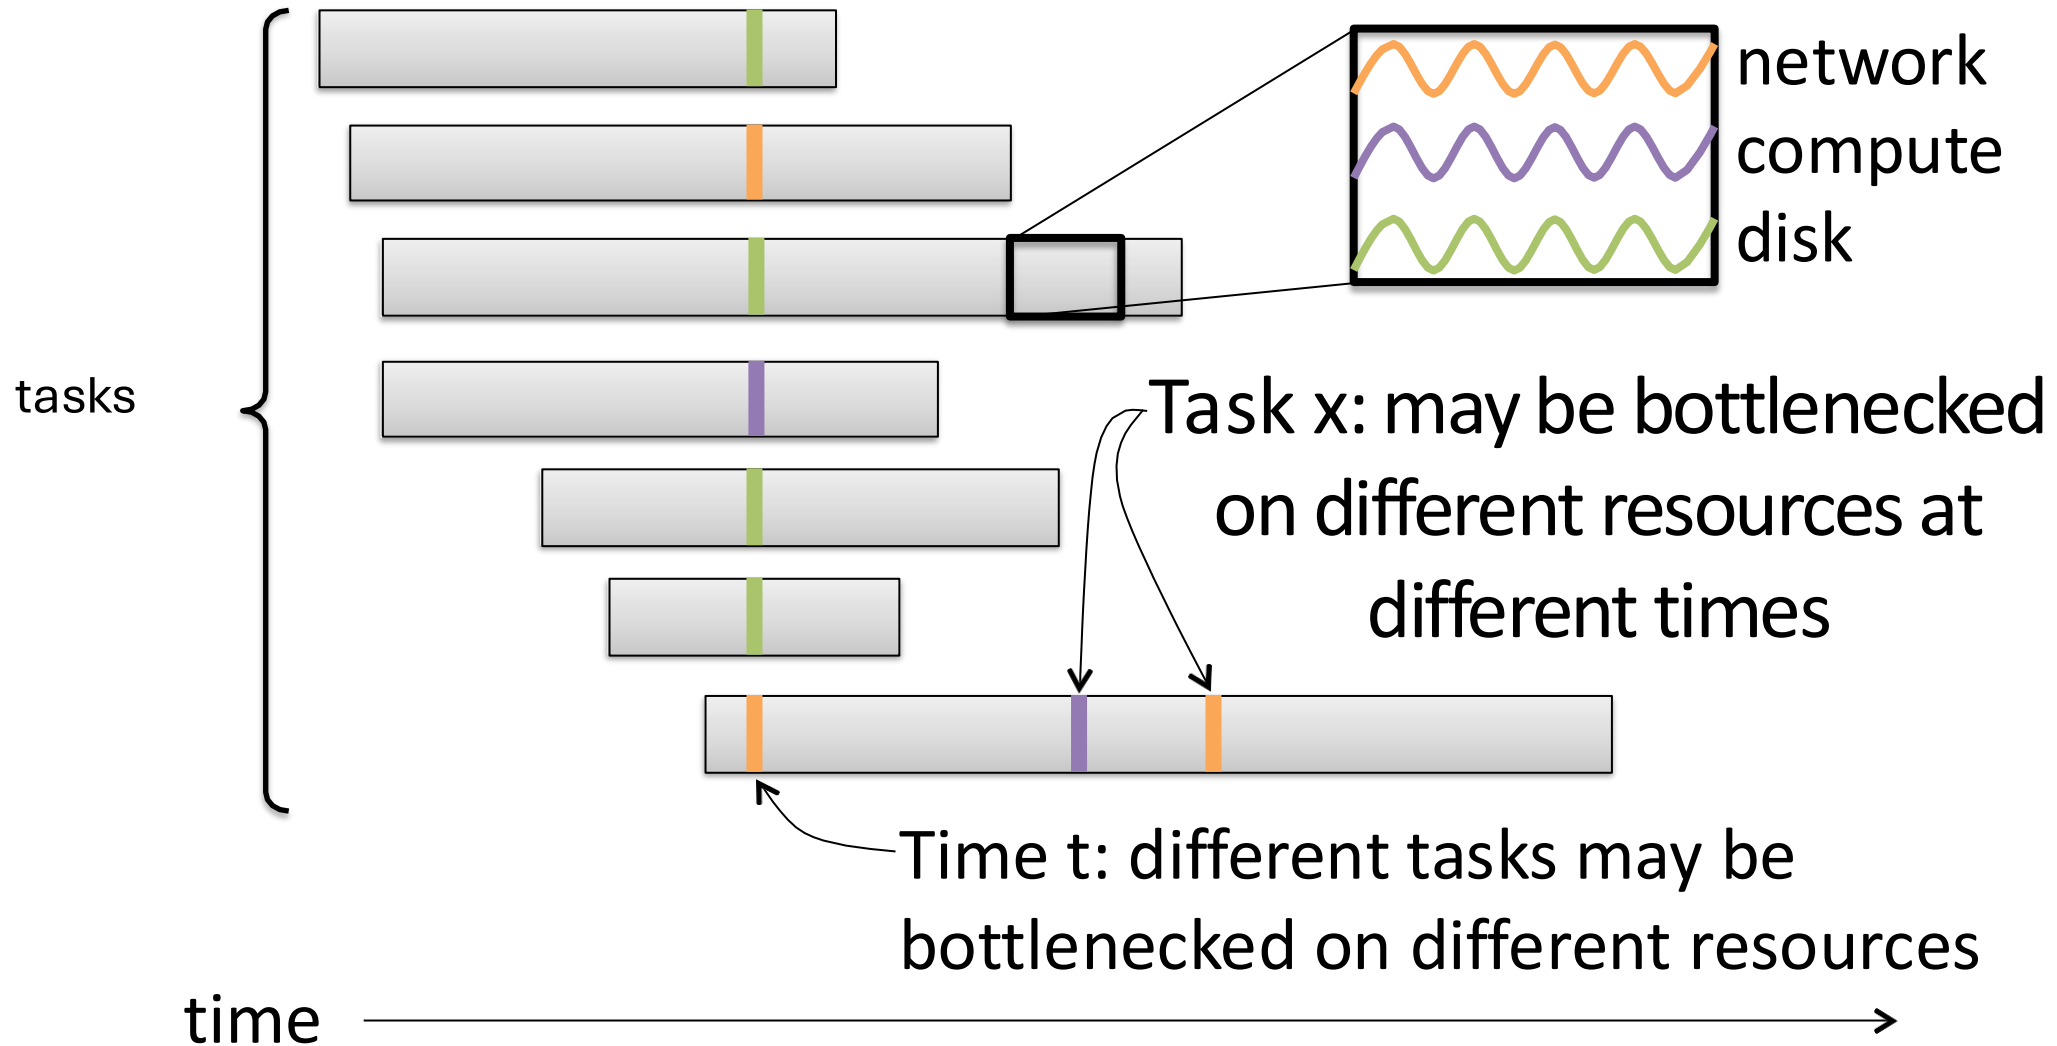 network
compute
disk
tasks
Task x: may be bottlenecked
on different resources at
different times
Time t: different tasks may be
bottlenecked on different resources
time